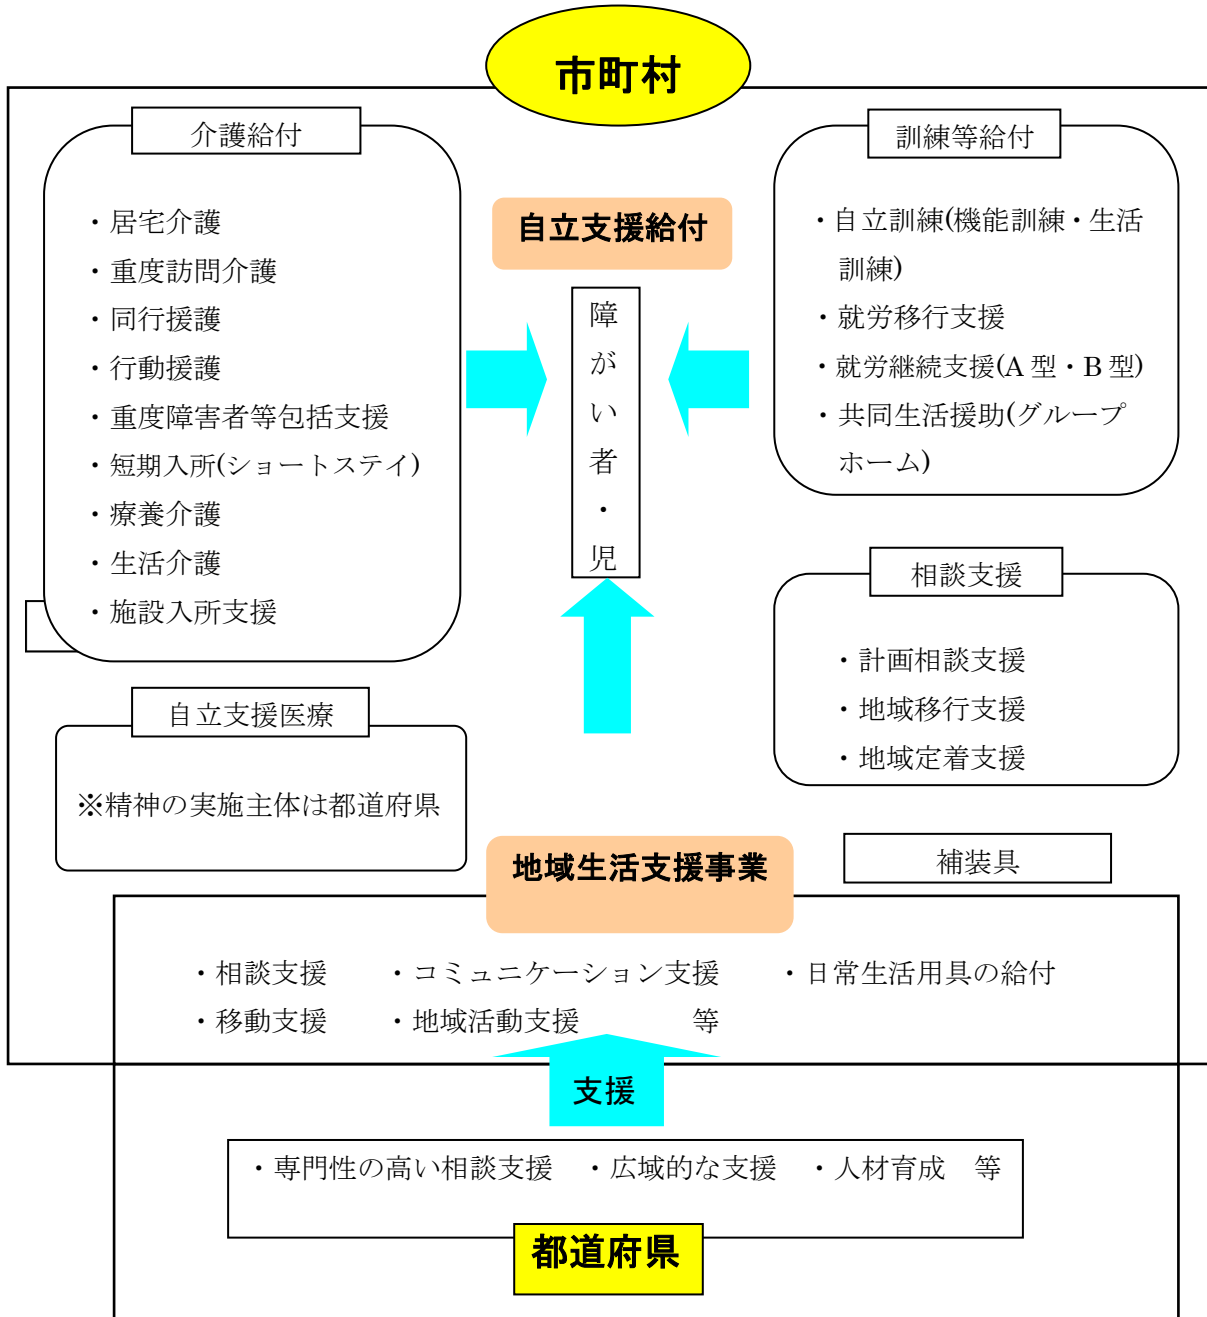 市町村
介護給付
・居宅介護
・重度訪問介護
・同行援護
・行動援護
・重度障害者等包括支援
・短期入所(ショートステイ)
・療養介護
・生活介護
・施設入所支援
自立支援給付
障がい者・児
訓練等給付
・自立訓練(機能訓練・生活
訓練)
・就労移行支援
・就労継続支援(A型・B型)
・共同生活援助(グループ
ホーム)
相談支援
・計画相談支援
・地域移行支援
・地域定着支援
自立支援医療
※精神の実施主体は都道府県
補装具
地域生活支援事業
・相談支援 ・コミュニケーション支援 ・日常生活用具の給付
・移動支援 ・地域活動支援 等
支援
・専門性の高い相談支援 ・広域的な支援 ・人材育成 等
都道府県